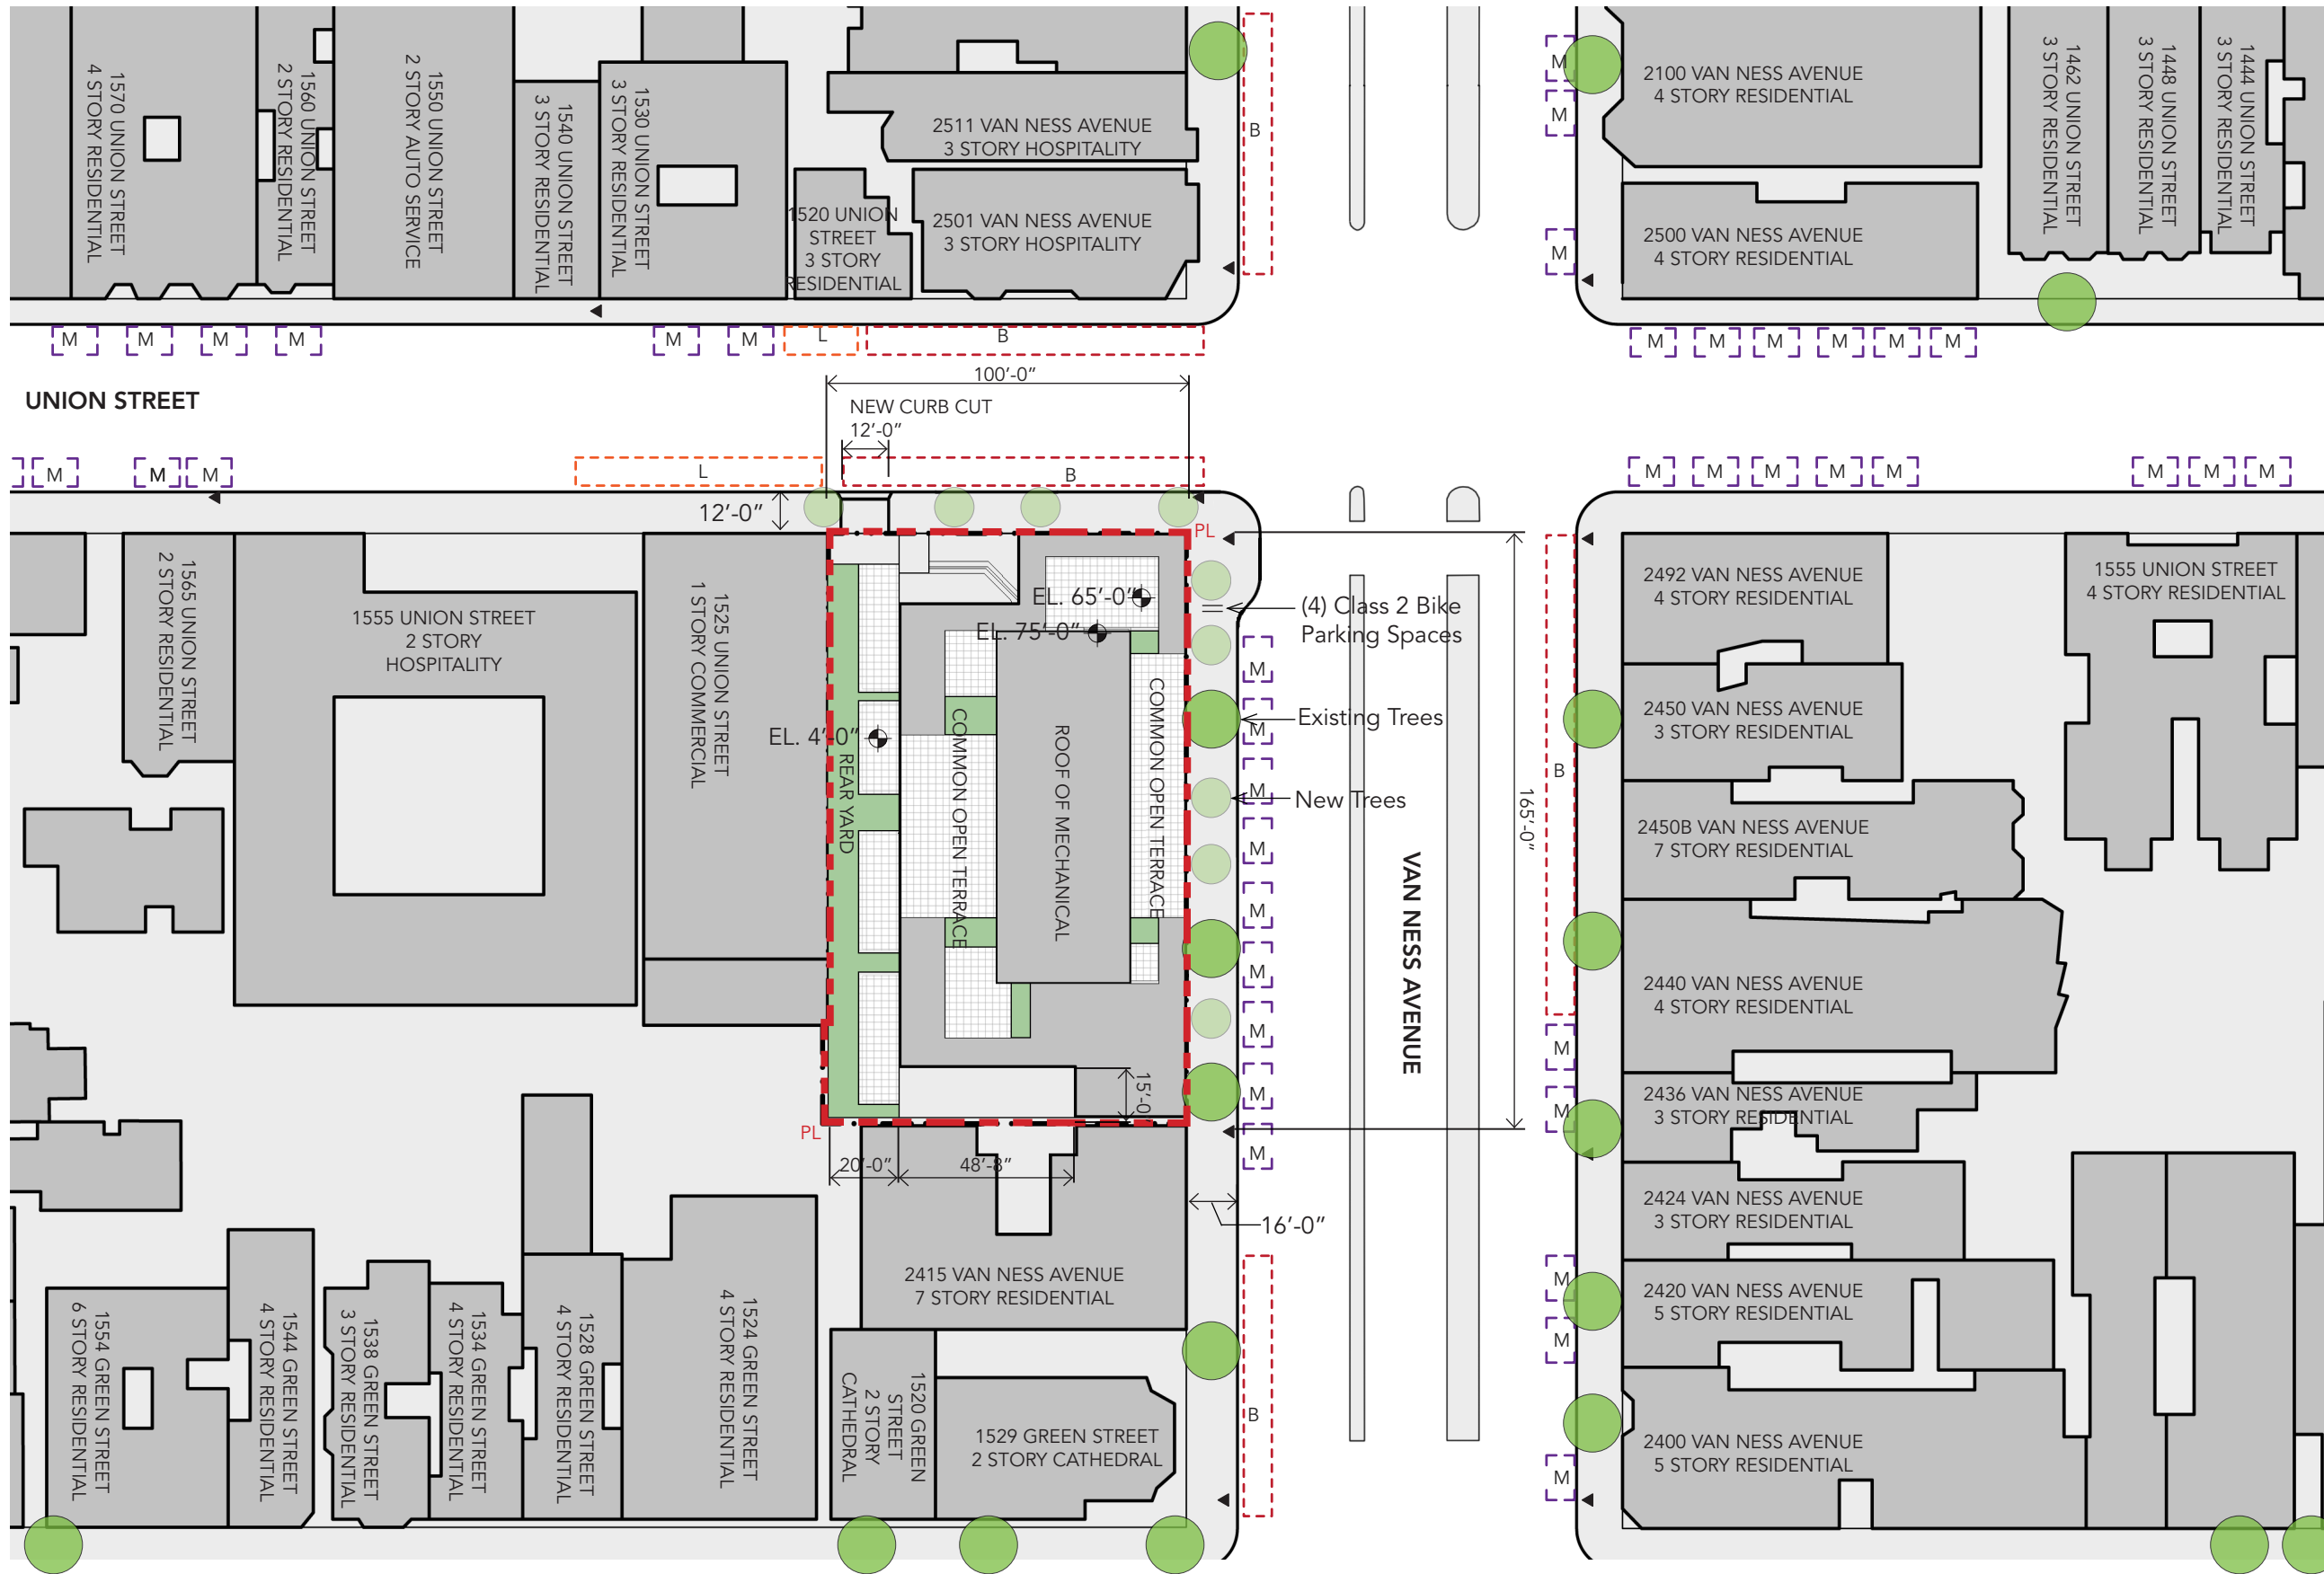 1570 UNION STREET
4 STORY RESIDENTIAL
1560 UNION STREET
2 STORY RESIDENTIAL
1550 UNION STREET
2 STORY AUTO SERVICE
1540 UNION STREET
3 STORY RESIDENTIAL
1530 UNION STREET
3 STORY RESIDENTIAL
1520 UNION
STREET
3 STORY
RESIDENTIAL
2511 VAN NESS AVENUE
3 STORY HOSPITALITY
2501 VAN NESS AVENUE
3 STORY HOSPITALITY
B
M
M
M
2100 VAN NESS AVENUE
4 STORY RESIDENTIAL
2500 VAN NESS AVENUE
4 STORY RESIDENTIAL
1462 UNION STREET
3 STORY RESIDENTIAL
1448 UNION STREET
3 STORY RESIDENTIAL
1444 UNION STREET
3 STORY RESIDENTIAL
M
M
M
M
M
M
L
B
M
M
M
M
M
M
UNION STREET
100'-0"
NEW CURB CUT
12'-0"
M
M
M
L
B
M
M
M
M
M
M
M
M
12'-0"
PL
1565 UNION STREET
2 STORY RESIDENTIAL
1555 UNION STREET
2 STORY
HOSPITALITY
1525 UNION STREET
1 STORY COMMERCIAL
EL. 65'-0"
EL. 75'-0"
EL. 4'-0"
REAR YARD
COMMON OPEN TERRACE
ROOF OF MECHANICAL
COMMON OPEN TERRACE
(4) Class 2 Bike
Parking Spaces
Existing Trees
New Trees
M
M
M
M
M
M
M
M
M
VAN NESS AVENUE
165'-0"
B
M
M
M
M
M
2492 VAN NESS AVENUE
4 STORY RESIDENTIAL
2450 VAN NESS AVENUE
3 STORY RESIDENTIAL
2450B VAN NESS AVENUE
7 STORY RESIDENTIAL
2440 VAN NESS AVENUE
4 STORY RESIDENTIAL
2436 VAN NESS AVENUE
3 STORY RESIDENTIAL
2424 VAN NESS AVENUE
3 STORY RESIDENTIAL
2420 VAN NESS AVENUE
5 STORY RESIDENTIAL
2400 VAN NESS AVENUE
5 STORY RESIDENTIAL
1555 UNION STREET
4 STORY RESIDENTIAL
15'-0
PL
20'-0"
48'-8"
16'-0"
2415 VAN NESS AVENUE
7 STORY RESIDENTIAL
B
1554 GREEN STREET
6 STORY RESIDENTIAL
1544 GREEN STREET
4 STORY RESIDENTIAL
1538 GREEN STREET
3 STORY RESIDENTIAL
1534 GREEN STREET
4 STORY RESIDENTIAL
1528 GREEN STREET
4 STORY RESIDENTIAL
1524 GREEN STREET
4 STORY RESIDENTIAL
1520 GREEN
STREET
2 STORY
CATHEDRAL
1529 GREEN STREET
2 STORY CATHEDRAL